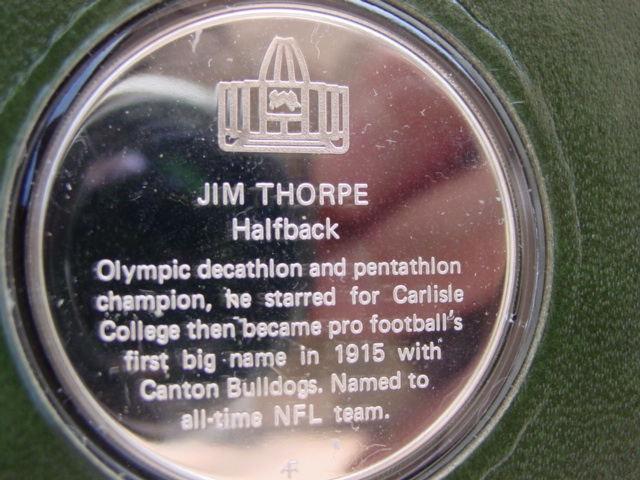 JIM THORPE
Halfback
Olympic decathlon and pentathlon
champion, he starred for Carlisle
College then became pro football's
first big name in 1915 with
Canton Bulldogs. Named to
all-time NFL team.